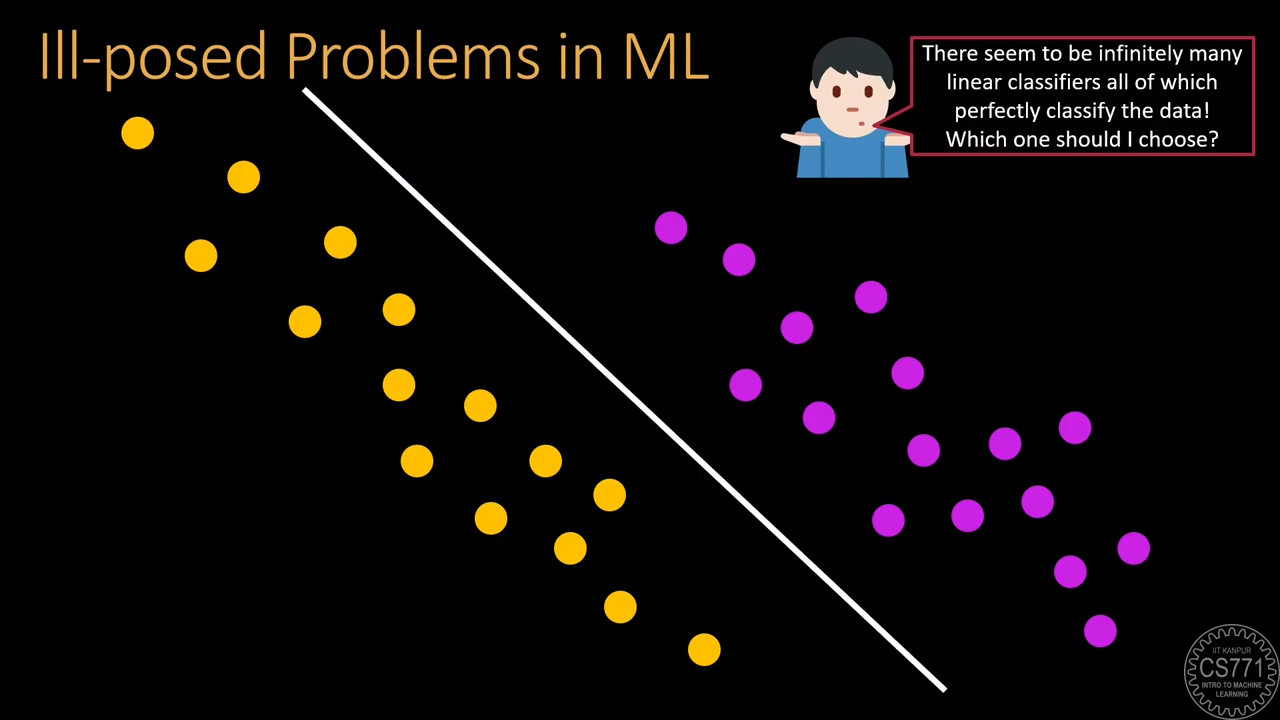 Ill-posed Problems in ML
There seem to be infinitely many
linear classifiers all of which
perfectly classify the data!
Which one should I choose?
IIT KANPUR
CS771
INTRO TO MACHINE
LEARNING